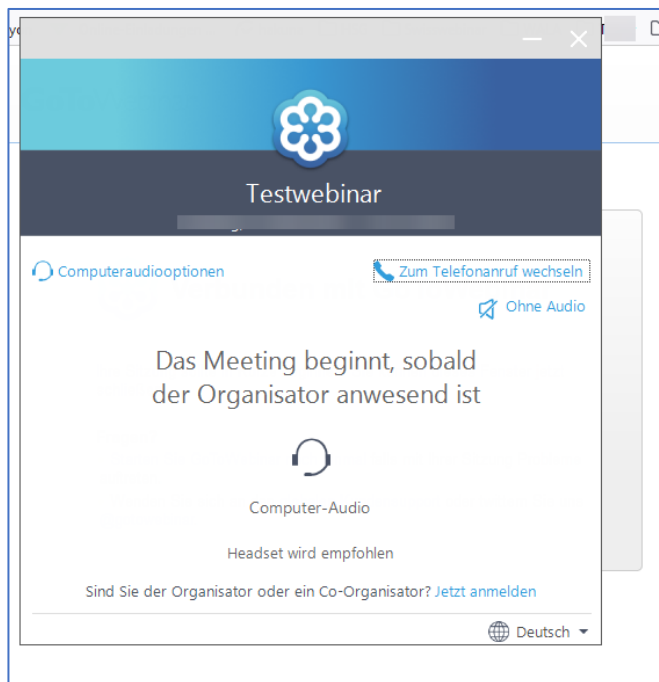 Testwebinar
Computeraudiooptionen
Zum Telefonanruf wechseln
Ohne Audio
Das Meeting beginnt, sobald
der Organisator anwesend ist
Computer-Audio
Headset wird empfohlen
Sind Sie der Organisator oder ein Co-Organisator? Jetzt anmelden
Deutsch